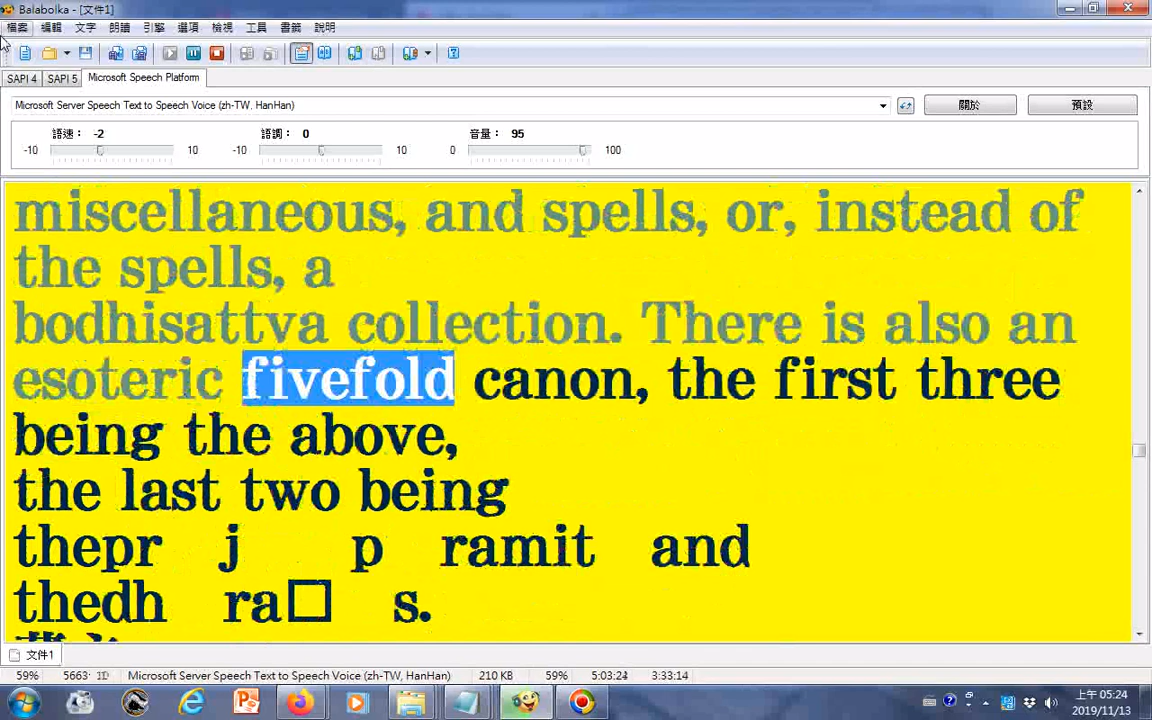 Balabolka - [文件1]
檔案 編輯 文字 朗讀 引擎 選項 檢視 工具 書籤 說明
SAPI 4 SAPI 5 Microsoft Speech Platform
Microsoft Server Speech Text to Speech Voice (zh-TW, HanHan) 關於 預設
語速： -2 語調： 0 音量： 95
-10 10 -10 10 0 100
miscellaneous, and spells, or, instead of
the spells, a
bodhisattva collection. There is also an
esoteric fivefold canon, the first three
being the above,
the last two being
thepr j p ramit and
thedh ra□ s.
文件1
59% Microsoft Server Speech Text to Speech Voice (zh-TW, HanHan) 210 KB 59% 5:03:24 3:33:14
上午 05:24
2019/11/13